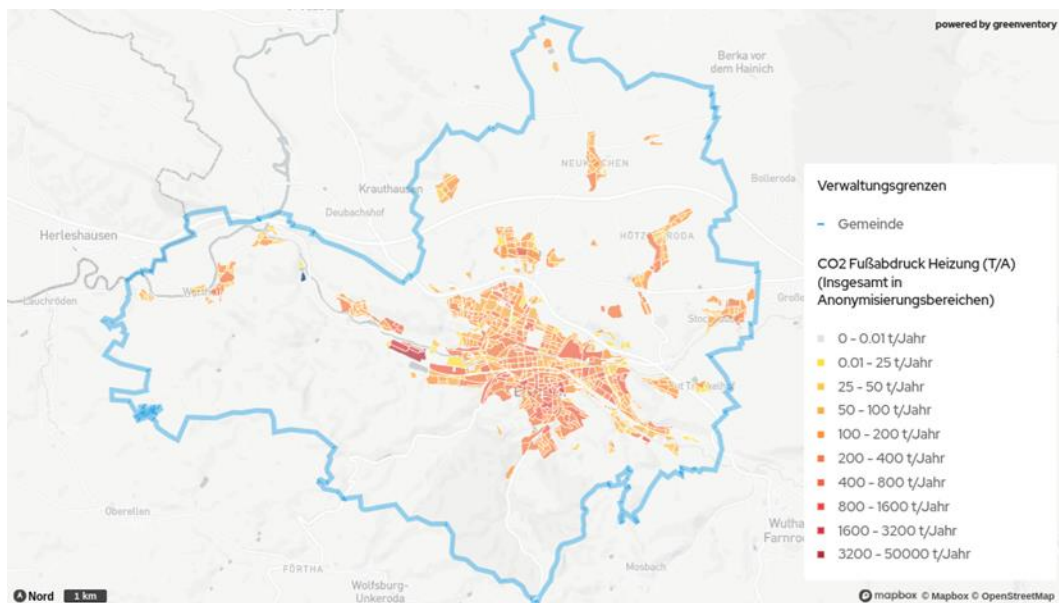 powered by greenventory
Berka vor
dem Hainich
NEUKIRCHEN
Bolleroda
Krauthausen
Deubachshof
Herleshausen
Lauchröden
Verwaltungsgrenzen
Gemeinde
CO2 Fußabdruck Heizung (T/A)
(Insgesamt in
Anonymisierungsbereichen)
0 - 0.01 t/Jahr
0.01 - 25 t/Jahr
25 - 50 t/Jahr
50 - 100 t/Jahr
100 - 200 t/Jahr
200 - 400 t/Jahr
400 - 800 t/Jahr
800 - 1600 t/Jahr
1600 - 3200 t/Jahr
3200 - 50000 t/Jahr
Oberellen
FÖRTHA
Wolfsburg-
Unkeroda
Mosbach
Wutha
Farnro
Nord
1 km
mapbox © Mapbox © OpenStreetMap